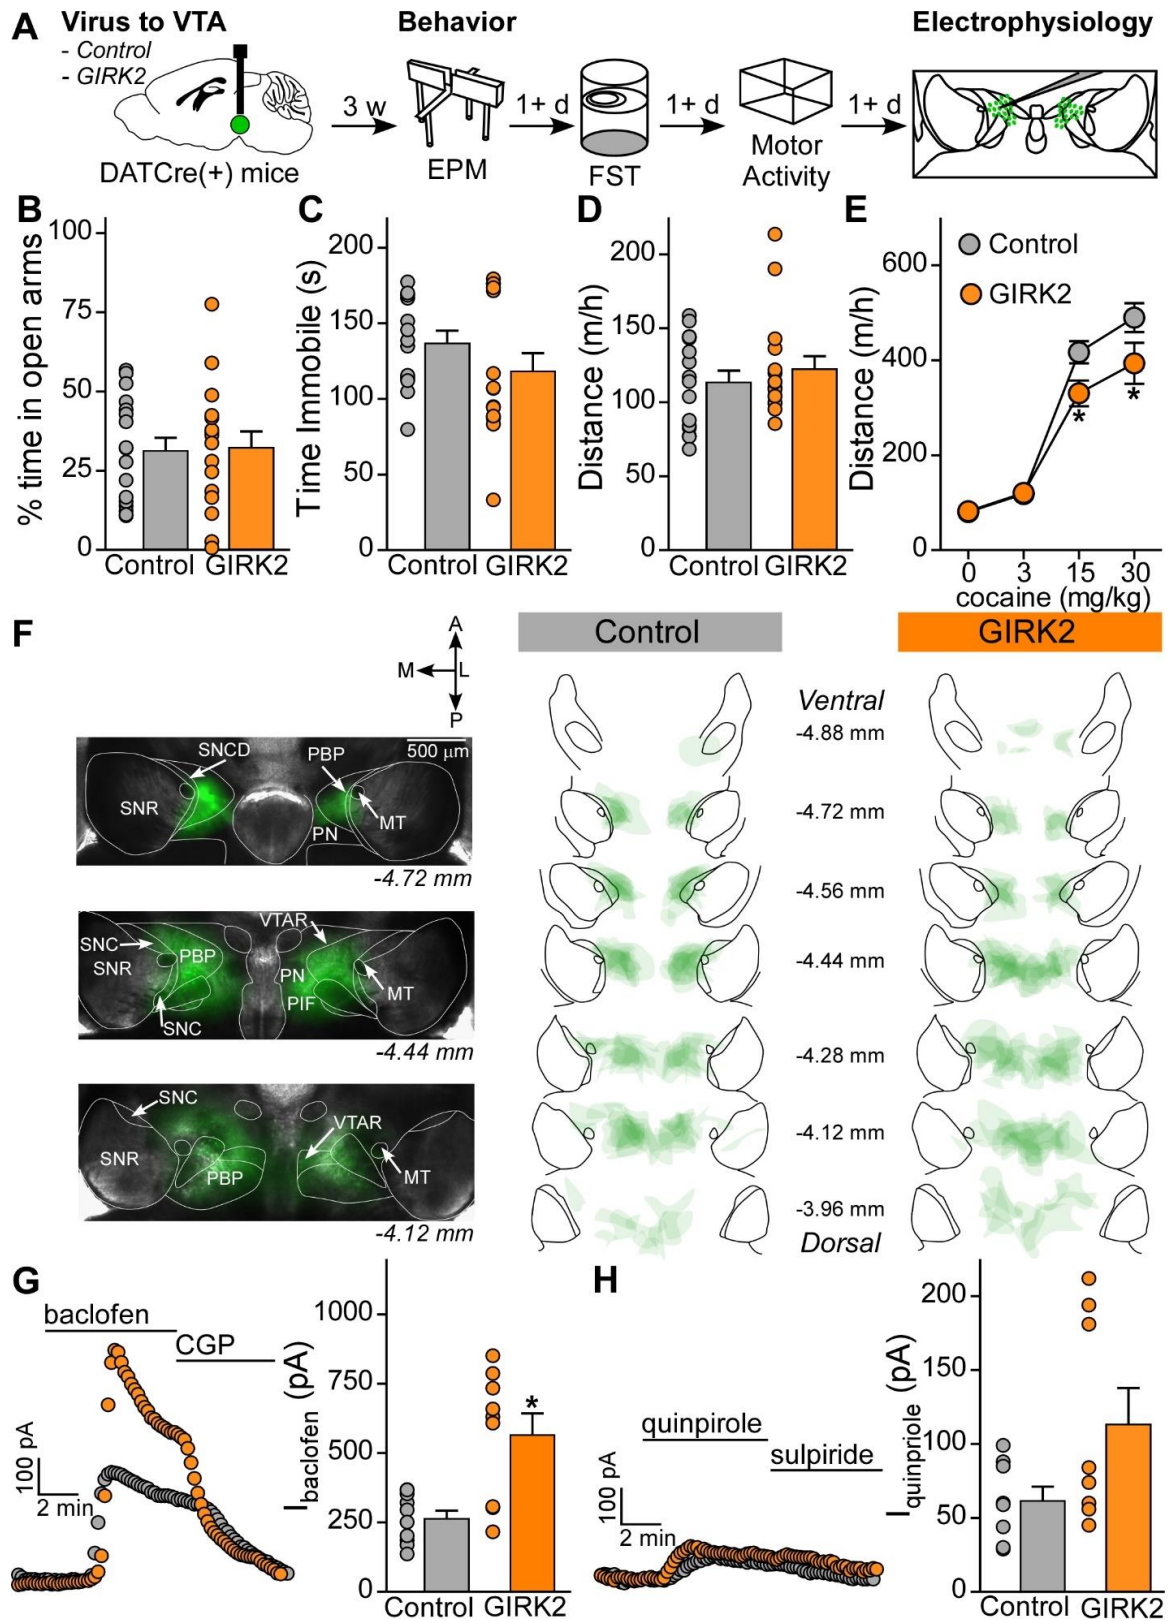 A
Virus to VTA
- Control
- GIRK2
DATCre(+) mice
3 w
Behavior
EPM
1+ d
FST
1+ d
Motor
Activity
1+ d
Electrophysiology
B
% time in open arms
100
75
50
25
0
Control GIRK2
C
Time Immobile (s)
200
150
100
50
0
Control GIRK2
D
Distance (m/h)
200
150
100
50
0
Control GIRK2
E
Distance (m/h)
Control
GIRK2
600
400
200
0
*
*
0 3 15 30
cocaine (mg/kg)
F
A
M L
P
SNCD
PBP
500 μm
SNR
PN
MT
-4.72 mm
VTAR
SNC
SNR
PBP
PN
PIF
MT
SNC
-4.44 mm
SNC
VTAR
SNR
PBP
MT
-4.12 mm
Control
GIRK2
Ventral
-4.88 mm
-4.72 mm
-4.56 mm
-4.44 mm
-4.28 mm
-4.12 mm
-3.96 mm
Dorsal
G
baclofen
CGP
100 pA
2 min
Ibaclofen (pA)
1000
750
500
250
0
*
Control GIRK2
H
quinpirole
sulpiride
100 pA
2 min
Iquinpriole (pA)
200
150
100
50
0
Control GIRK2